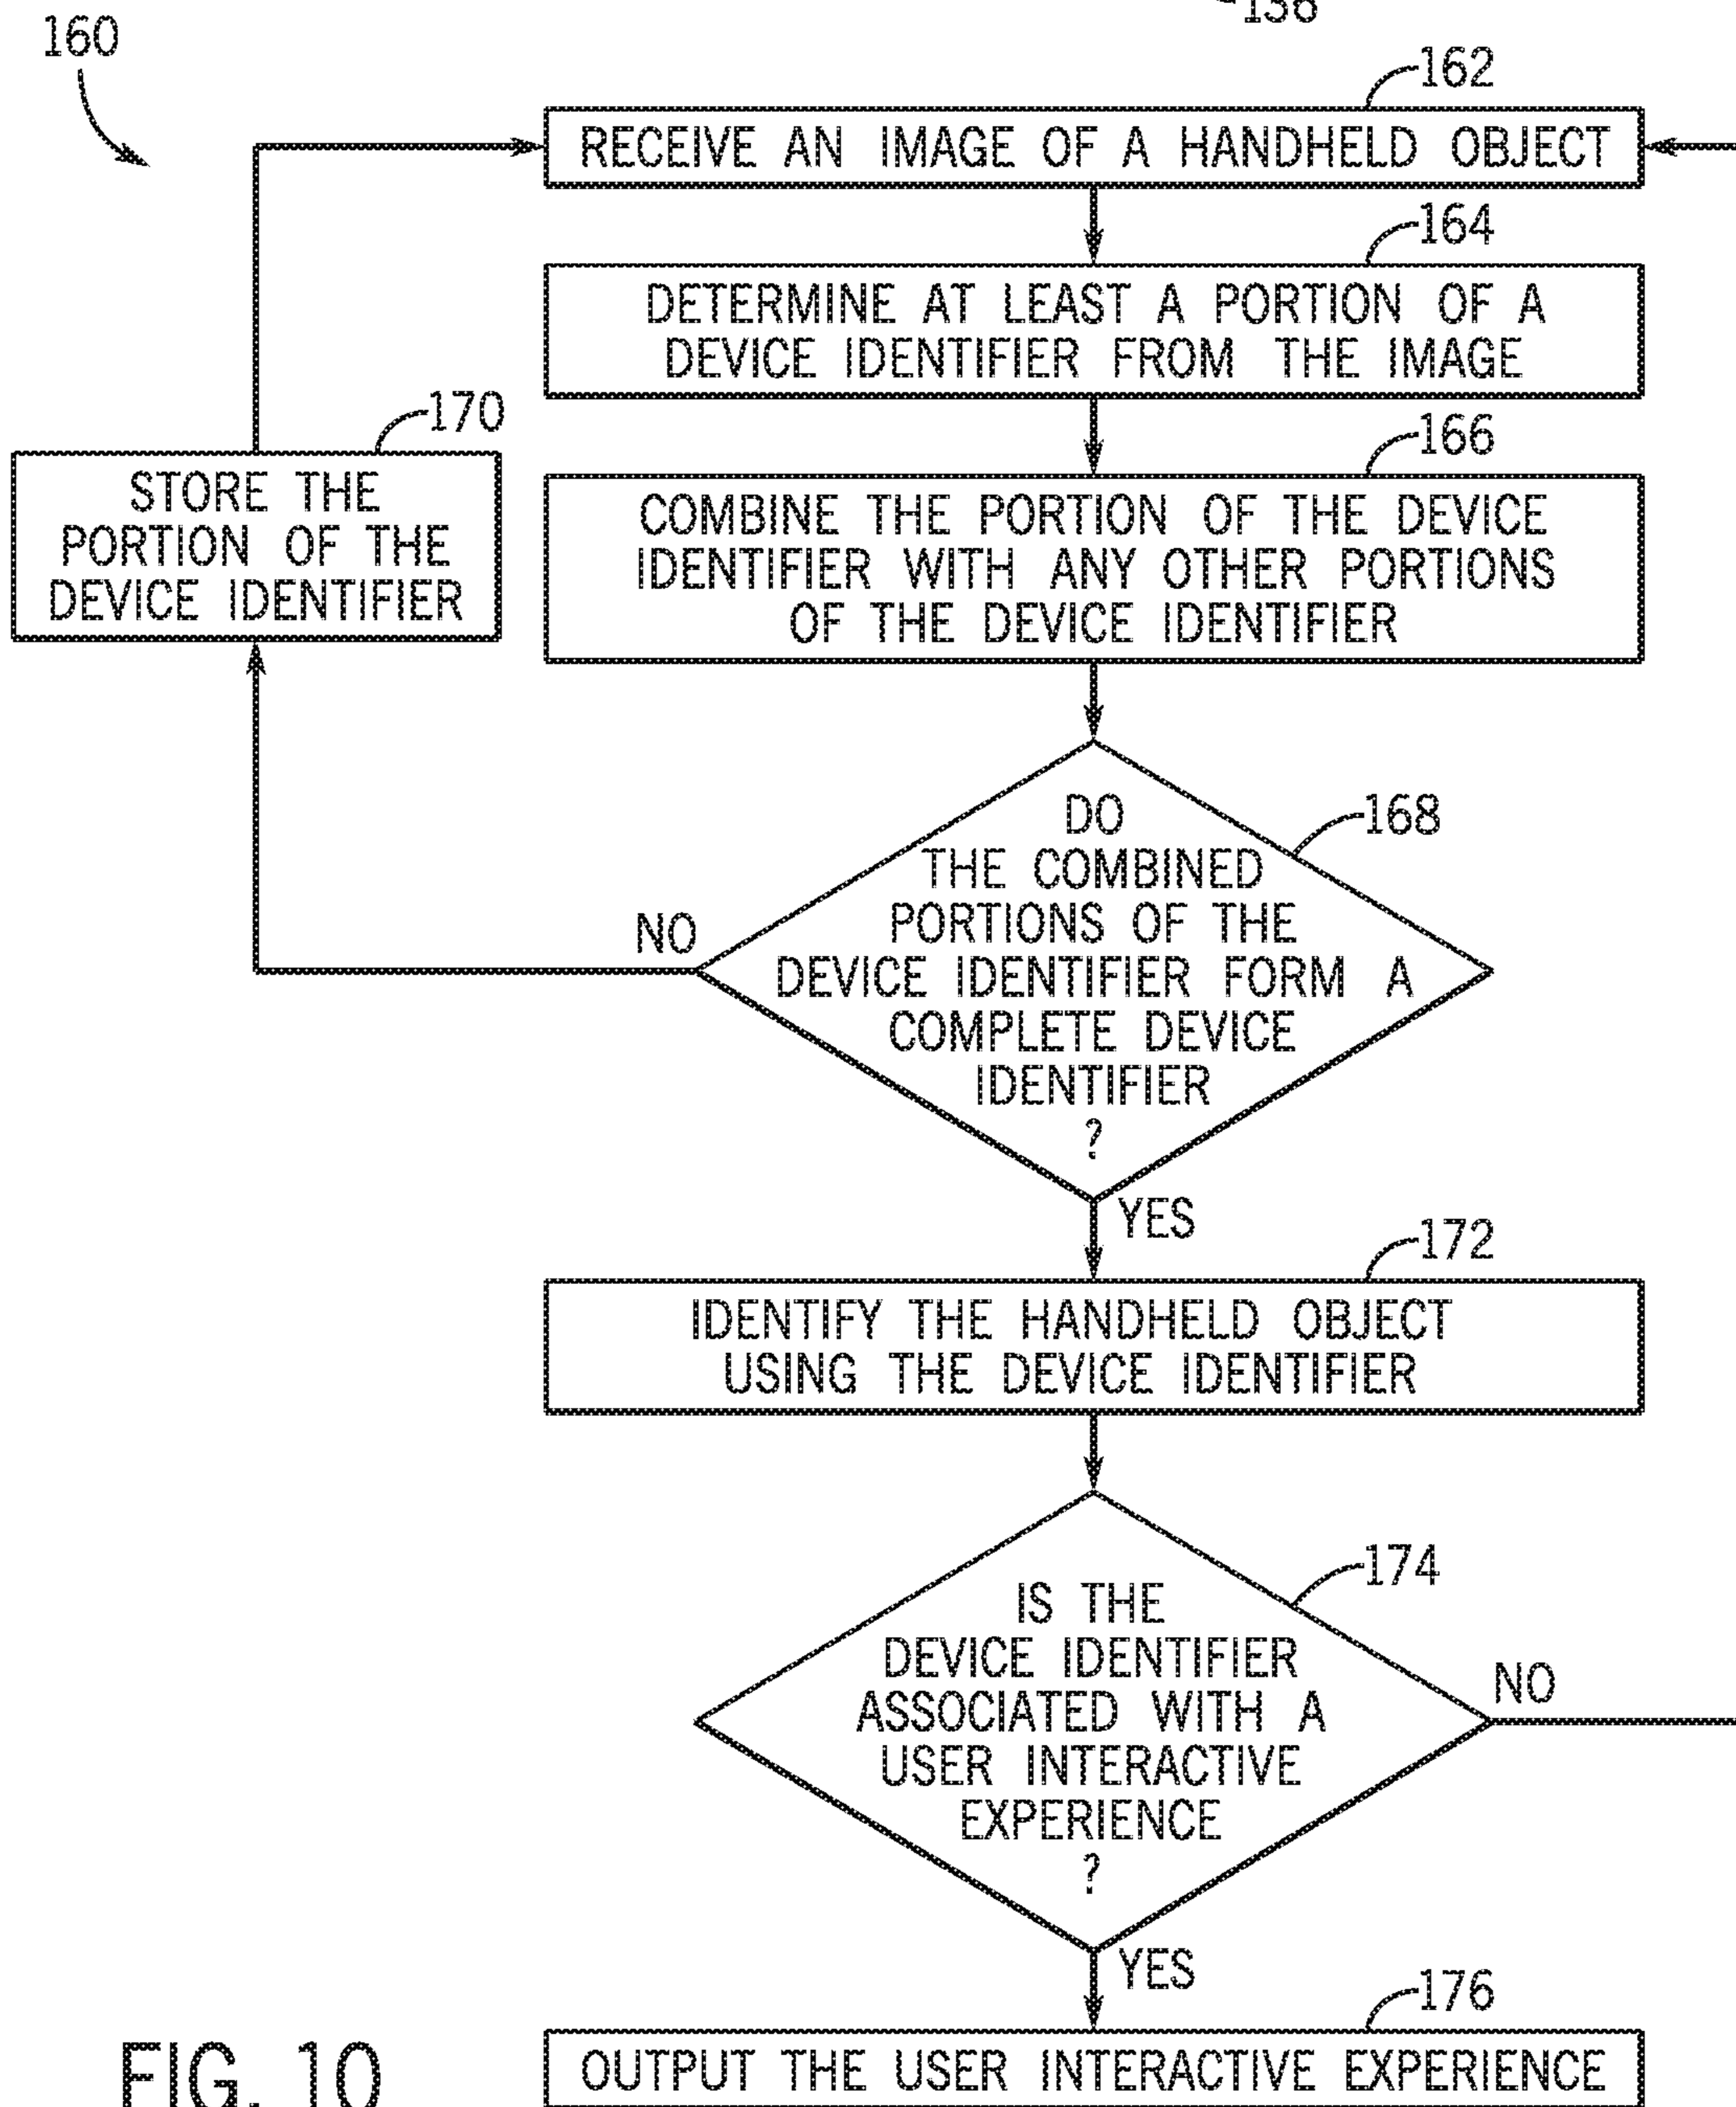 160
162
RECEIVE AN IMAGE OF A HANDHELD OBJECT
164
DETERMINE AT LEAST A PORTION OF A
DEVICE IDENTIFIER FROM THE IMAGE
170
STORE THE
PORTION OF THE
DEVICE IDENTIFIER
166
COMBINE THE PORTION OF THE DEVICE
IDENTIFIER WITH ANY OTHER PORTIONS
OF THE DEVICE IDENTIFIER
168
DO
THE COMBINED
PORTIONS OF THE
DEVICE IDENTIFIER FORM A
COMPLETE DEVICE
IDENTIFIER
?
NO
YES
172
IDENTIFY THE HANDHELD OBJECT
USING THE DEVICE IDENTIFIER
174
IS THE
DEVICE IDENTIFIER
ASSOCIATED WITH A
USER INTERACTIVE
EXPERIENCE
?
NO
YES
176
OUTPUT THE USER INTERACTIVE EXPERIENCE
FIG. 10